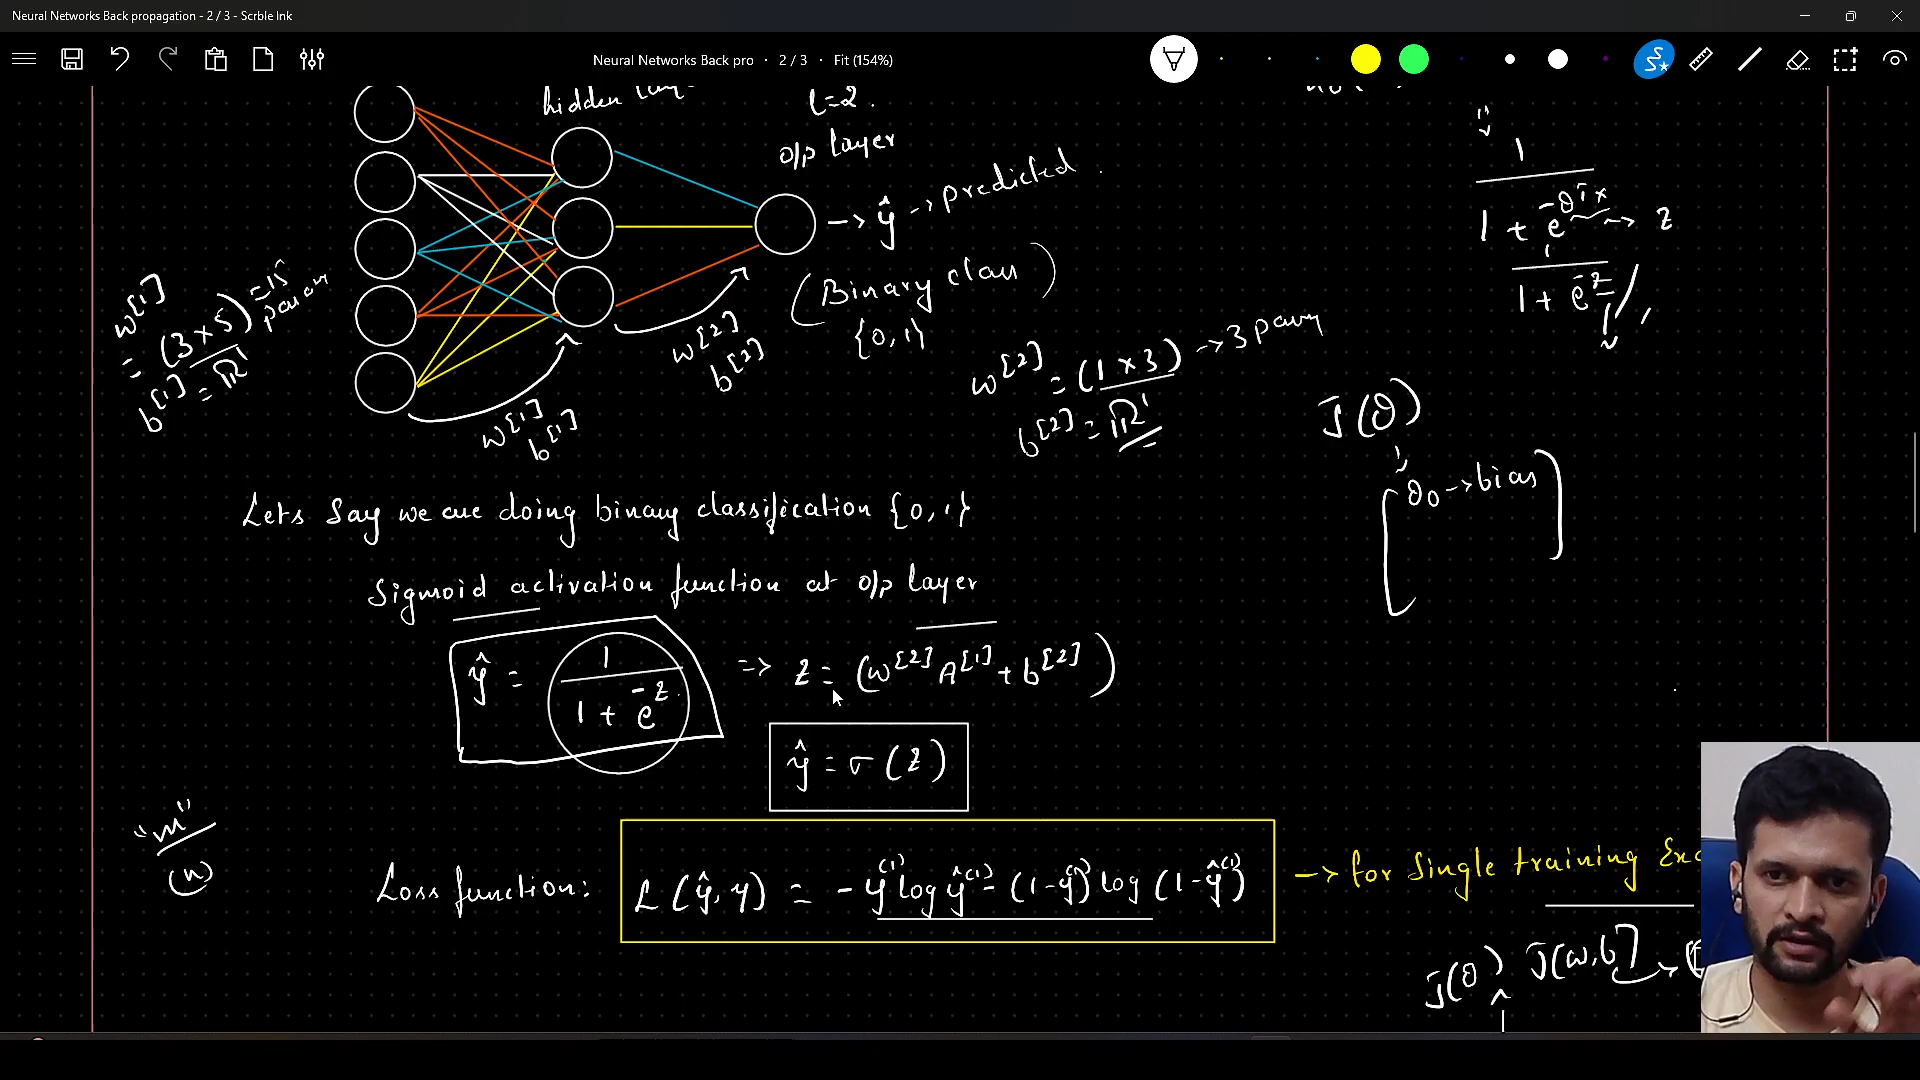 Neural Networks Back propagation - 2 / 3 - Scrble Ink
Neural Networks Back pro • 2 / 3 • Fit (154%)
hidden
l=2.
o/p layer
-> ŷ -> predicted.
(Binary class)
{0,1}
w[1]
= (3 x 5) = 15
b[1] = ℝ¹
w[1]
b[1]
w[2]
b[2]
w[2] = (1 x 3) -> 3
b[2] = ℝ¹
1
1 + e^-θᵀx -> z
1
1 + e^-z
J(θ)
θ0 -> bias
Lets say we are doing binary classification {0,1}
Sigmoid activation function at o/p layer
ŷ = 1 / (1 + e^-z) => z = (w[2] A[1] + b[2])
ŷ = σ(z)
"m"
(n)
Loss function: L(ŷ, y) = - y(1) log ŷ(1) - (1-y(1)) log (1-ŷ(1)) -> for single training
J(θ) J(w,b)